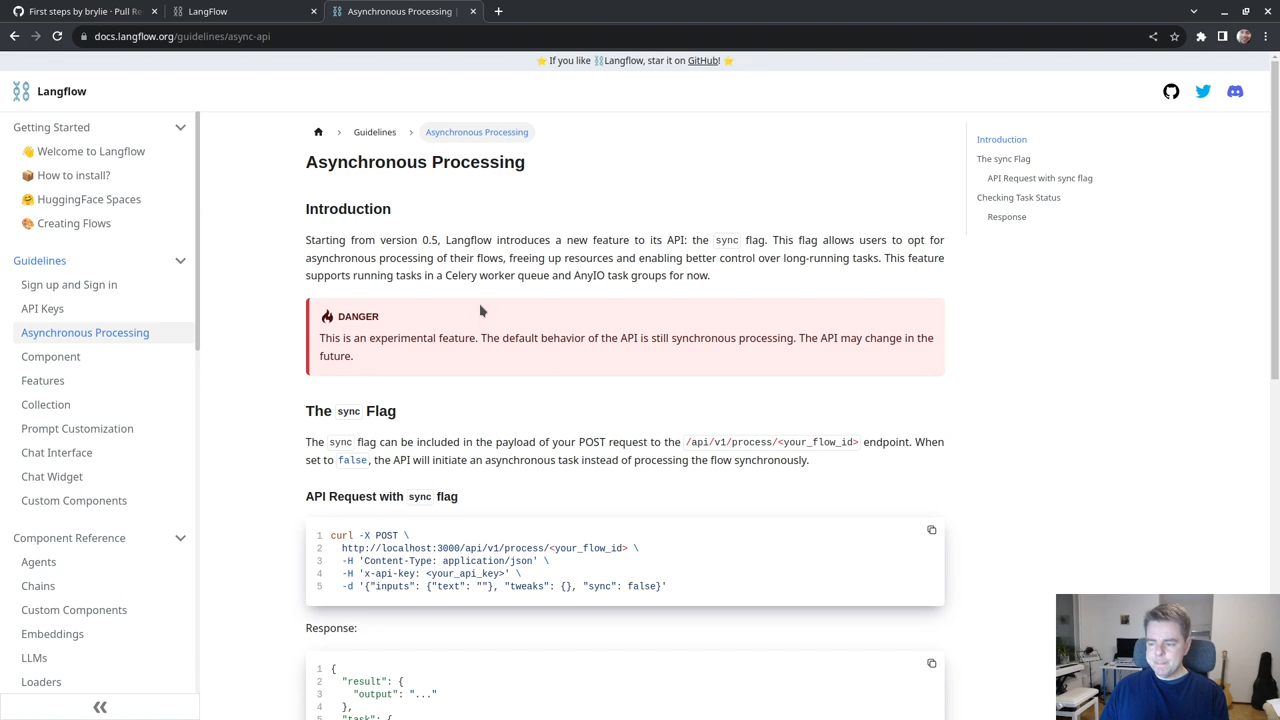 First steps by brylie · Pull Re
LangFlow
Asynchronous Processing |
docs.langflow.org/guidelines/async-api
⭐ If you like ⛓️Langflow, star it on GitHub! ⭐
Langflow
Getting Started
👋 Welcome to Langflow
📦 How to install?
🤗 HuggingFace Spaces
🎨 Creating Flows
Guidelines
Sign up and Sign in
API Keys
Asynchronous Processing
Component
Features
Collection
Prompt Customization
Chat Interface
Chat Widget
Custom Components
Component Reference
Agents
Chains
Custom Components
Embeddings
LLMs
Loaders
Guidelines
Asynchronous Processing
Asynchronous Processing
Introduction
Starting from version 0.5, Langflow introduces a new feature to its API: the sync flag. This flag allows users to opt for
asynchronous processing of their flows, freeing up resources and enabling better control over long-running tasks. This feature
supports running tasks in a Celery worker queue and AnyIO task groups for now.
DANGER
This is an experimental feature. The default behavior of the API is still synchronous processing. The API may change in the
future.
The sync Flag
The sync flag can be included in the payload of your POST request to the /api/v1/process/<your_flow_id> endpoint. When
set to false, the API will initiate an asynchronous task instead of processing the flow synchronously.
API Request with sync flag
1 curl -X POST \
2 http://localhost:3000/api/v1/process/<your_flow_id> \
3 -H 'Content-Type: application/json' \
4 -H 'x-api-key: <your_api_key>' \
5 -d '{"inputs": {"text": ""}, "tweaks": {}, "sync": false}'
Response:
1 {
2 "result": {
3 "output": "..."
4 },
5 "task": {
Introduction
The sync Flag
API Request with sync flag
Checking Task Status
Response